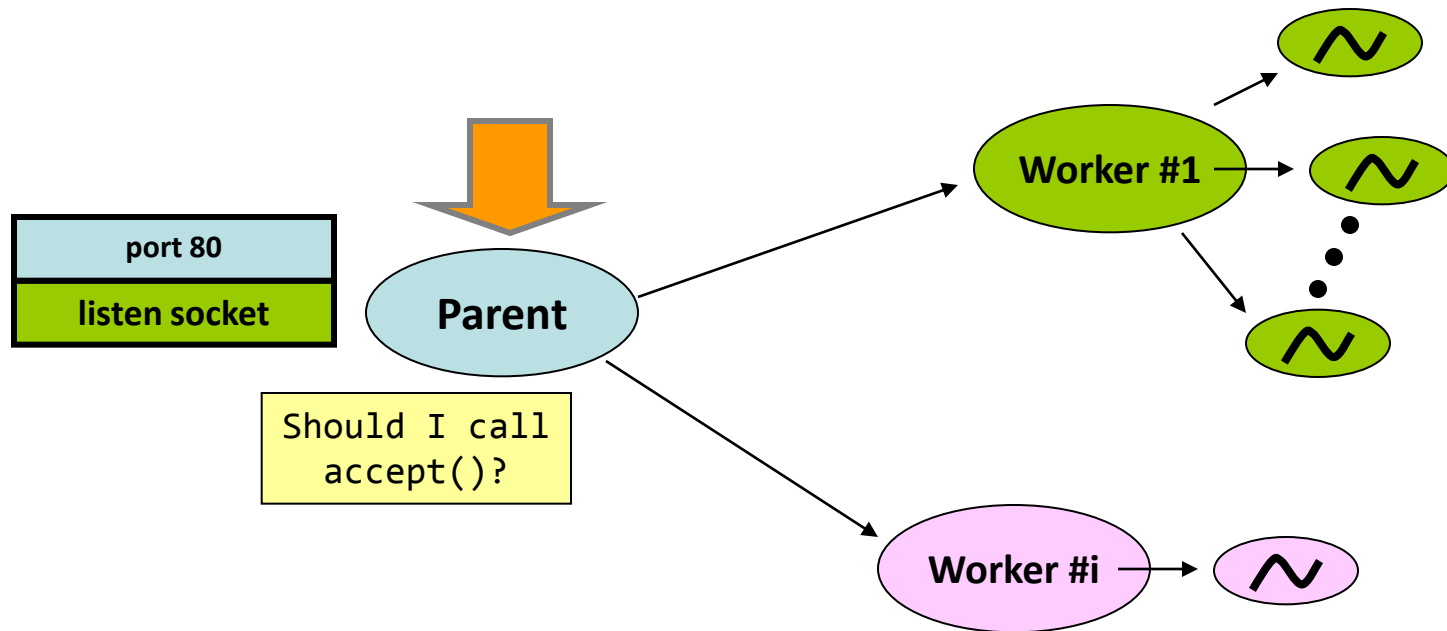 port 80
listen socket
Parent
Should I call
accept()?
Worker #1
Worker #i